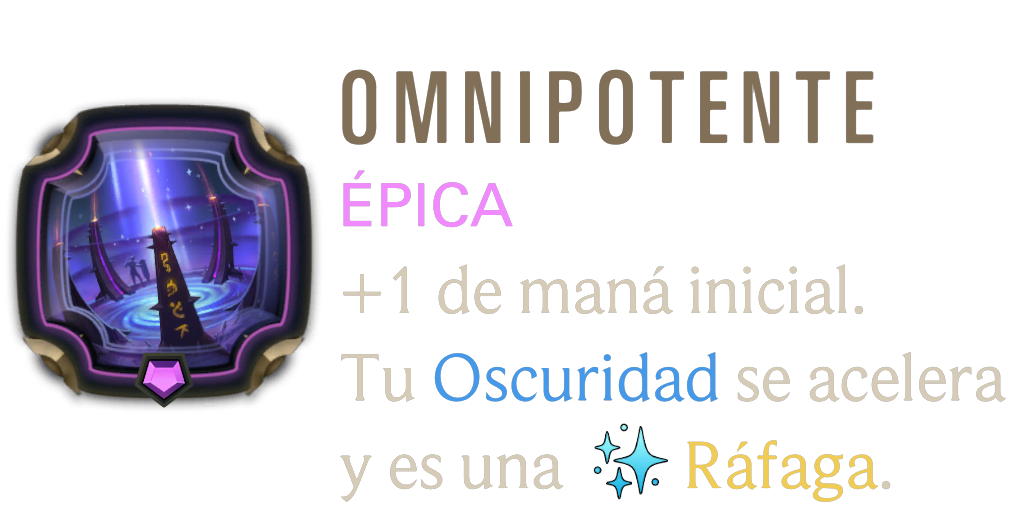 OMNIPOTENTE
ÉPICA
+1 de maná inicial.
Tu Oscuridad se acelera
y es una Ráfaga.